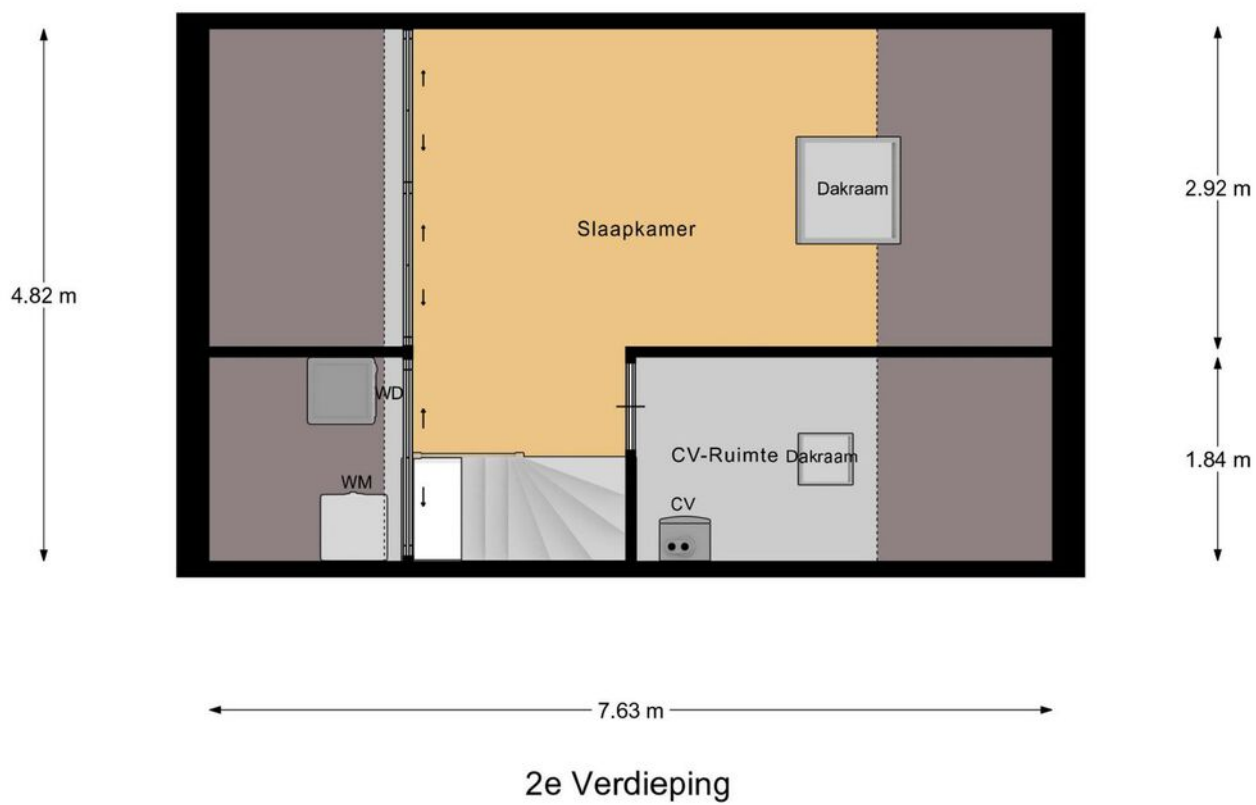 Dakraam
2.92 m
Slaapkamer
4.82 m
WD
CV-Ruimte
Dakraam
1.84 m
WM
CV
7.63 m
2e Verdieping